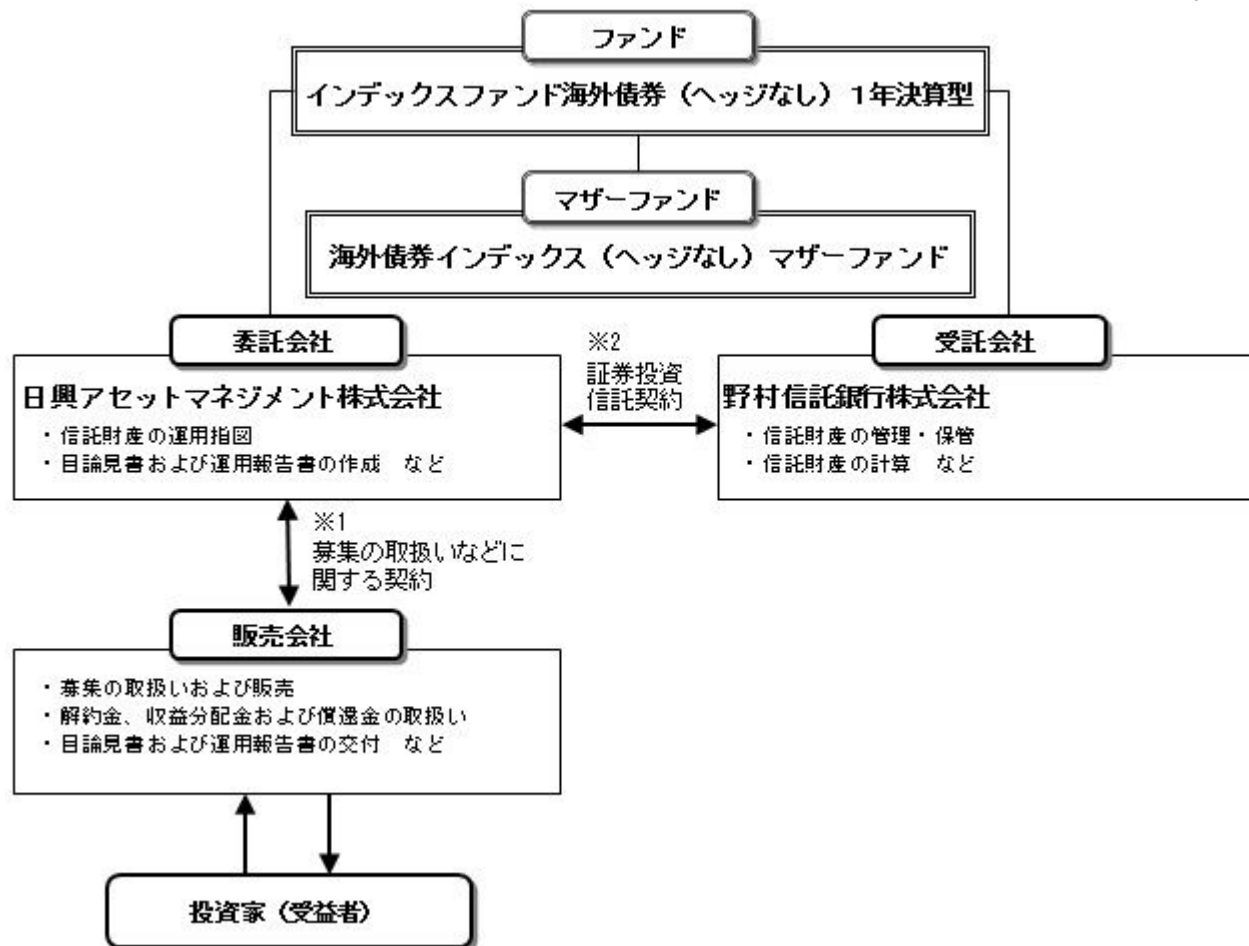 ファンド
インデックスファンド海外債券（ヘッジなし）１年決算型
マザーファンド
海外債券インデックス（ヘッジなし）マザーファンド
委託会社
日興アセットマネジメント株式会社
・信託財産の運用指図
・目論見書および運用報告書の作成　など
※2
証券投資
信託契約
受託会社
野村信託銀行株式会社
・信託財産の管理・保管
・信託財産の計算　など
※1
募集の取扱いなどに
関する契約
販売会社
・募集の取扱いおよび販売
・解約金、収益分配金および償還金の取扱い
・目論見書および運用報告書の交付　など
投資家（受益者）